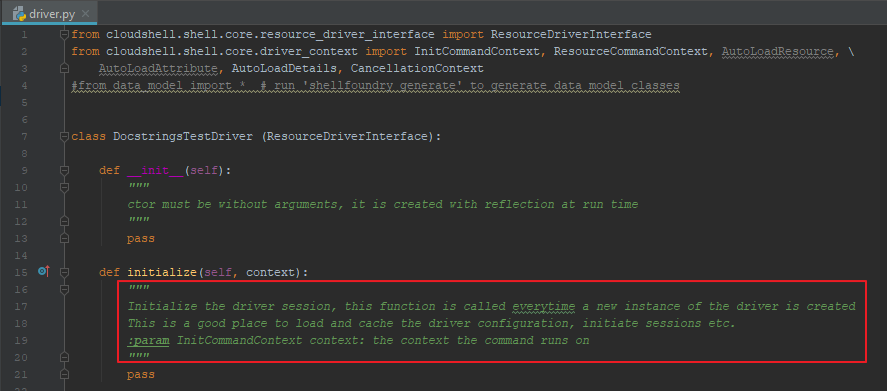 driver.py
1 from cloudshell.shell.core.resource_driver_interface import ResourceDriverInterface
2 from cloudshell.shell.core.driver_context import InitCommandContext, ResourceCommandContext, AutoLoadResource, \
3     AutoLoadAttribute, AutoLoadDetails, CancellationContext
4 #from data_model import *  # run 'shellfoundry generate' to generate data model classes
5
6
7 class DocstringsTestDriver (ResourceDriverInterface):
8
9     def __init__(self):
10         """
11         ctor must be without arguments, it is created with reflection at run time
12         """
13         pass
14
15     def initialize(self, context):
16         """
17         Initialize the driver session, this function is called everytime a new instance of the driver is created
18         This is a good place to load and cache the driver configuration, initiate sessions etc.
19         :param InitCommandContext context: the context the command runs on
20         """
21         pass